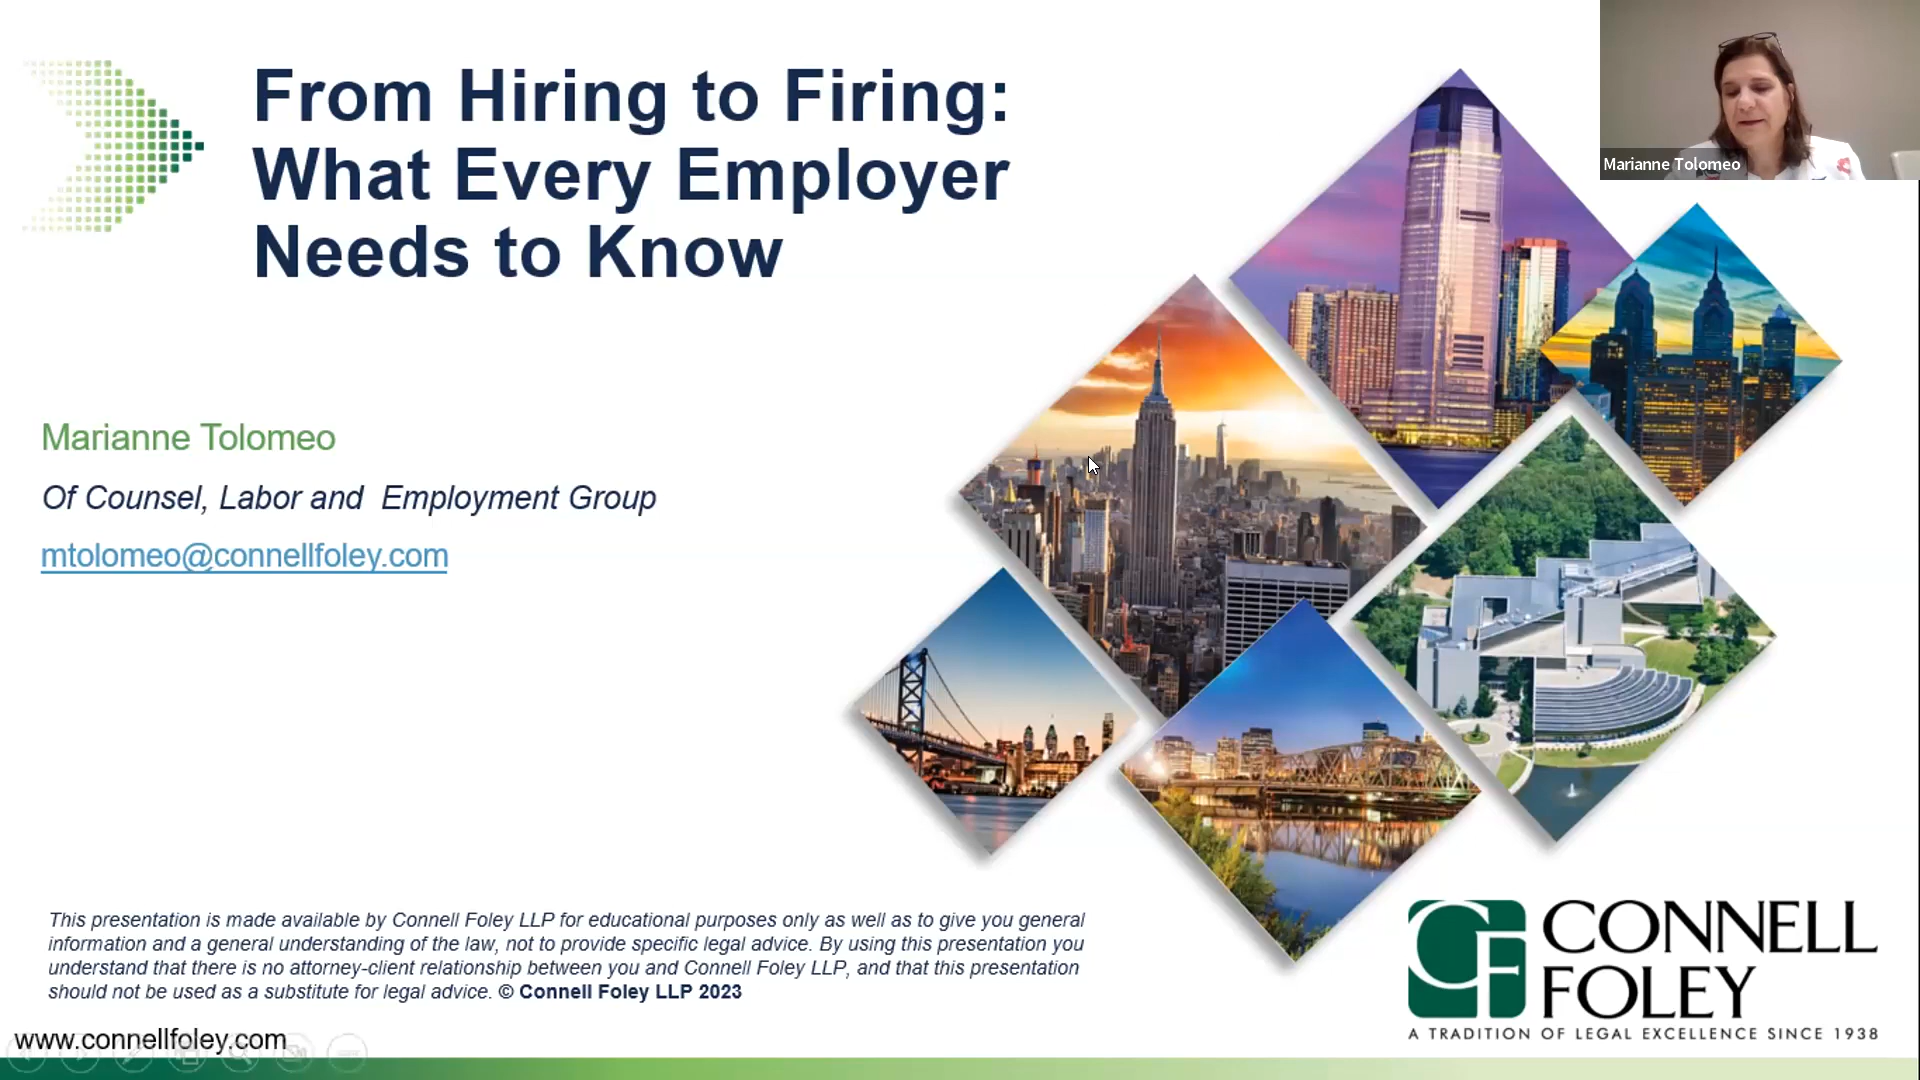 From Hiring to Firing:
What Every Employer
Needs to Know
Marianne Tolomeo
Marianne Tolomeo
Of Counsel, Labor and Employment Group
mtolomeo@connellfoley.com
This presentation is made available by Connell Foley LLP for educational purposes only as well as to give you general
information and a general understanding of the law, not to provide specific legal advice. By using this presentation you
understand that there is no attorney-client relationship between you and Connell Foley LLP, and that this presentation
should not be used as a substitute for legal advice. © Connell Foley LLP 2023
CF
CONNELL
FOLEY
A TRADITION OF LEGAL EXCELLENCE SINCE 1938
www.connellfoley.com